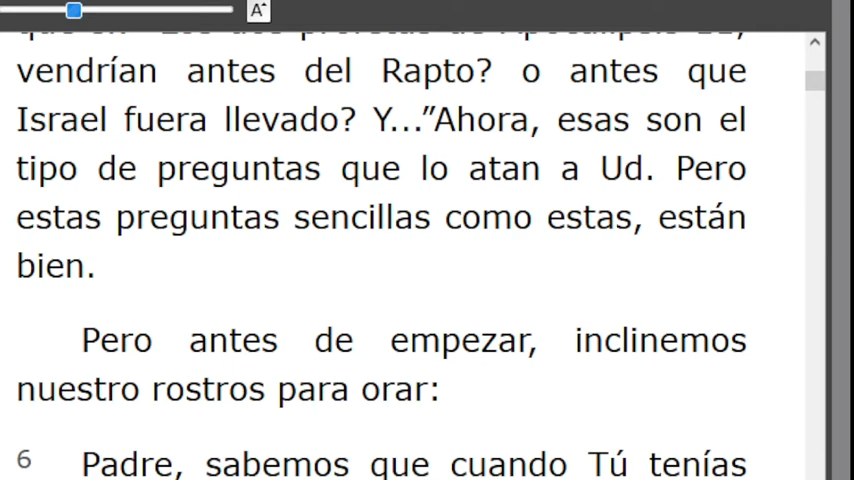 A
vendrían antes del Rapto? o antes que
Israel fuera llevado? Y...”Ahora, esas son el
tipo de preguntas que lo atan a Ud. Pero
estas preguntas sencillas como estas, están
bien.
Pero antes de empezar, inclinemos
nuestro rostros para orar:
6 Padre, sabemos que cuando Tú tenías